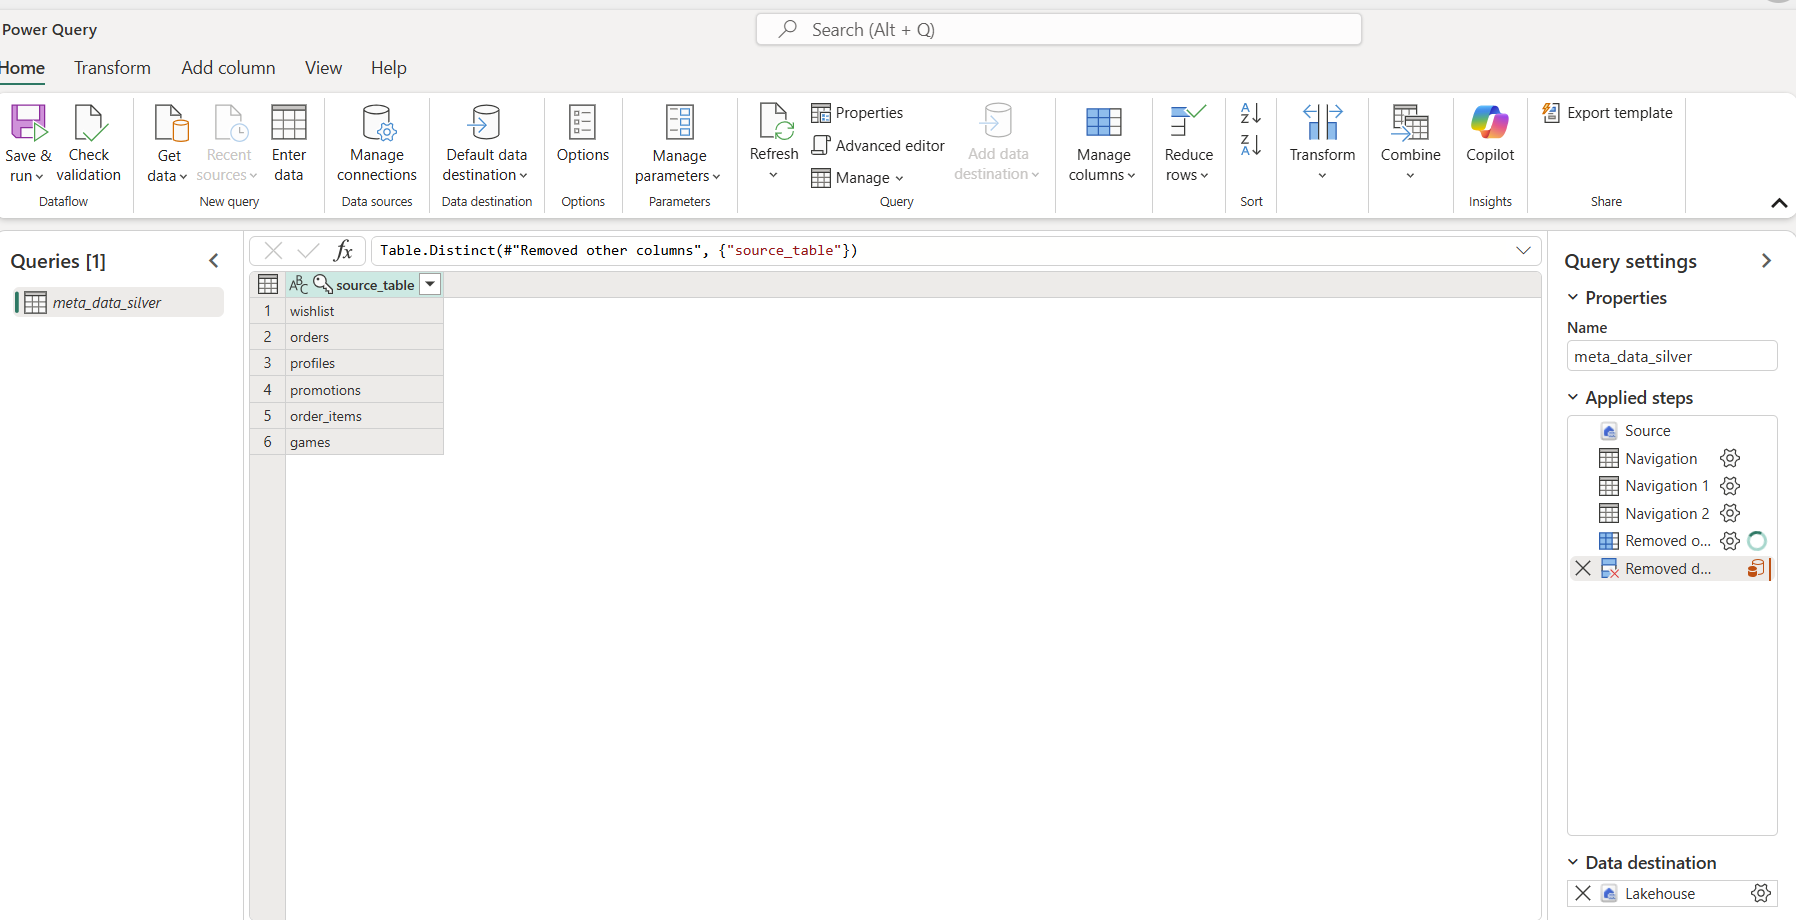 Power Query
Search (Alt + Q)
Home Transform Add column View Help
Save & run
Check validation
Dataflow
Get data
Recent sources
Enter data
New query
Manage connections
Data sources
Default data destination
Data destination
Options
Options
Manage parameters
Parameters
Refresh
Properties
Advanced editor
Manage
Add data destination
Query
Manage columns
Reduce rows
Sort
Transform
Combine
Copilot
Insights
Export template
Share
Queries [1]
meta_data_silver
fx
Table.Distinct(#"Removed other columns", {"source_table"})
source_table
1 wishlist
2 orders
3 profiles
4 promotions
5 order_items
6 games
Query settings
Properties
Name
meta_data_silver
Applied steps
Source
Navigation
Navigation 1
Navigation 2
Removed o...
Removed d...
Data destination
Lakehouse